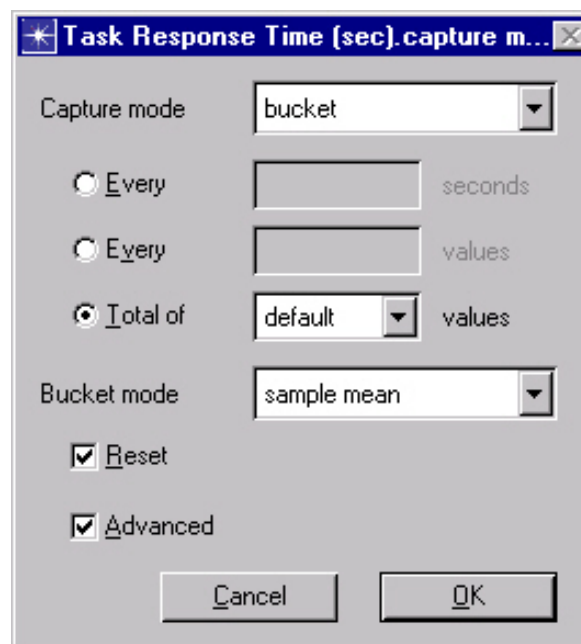 Task Response Time (sec).capture m...
Capture mode bucket
Every seconds
Every values
Total of default values
Bucket mode sample mean
Reset
Advanced
Cancel OK